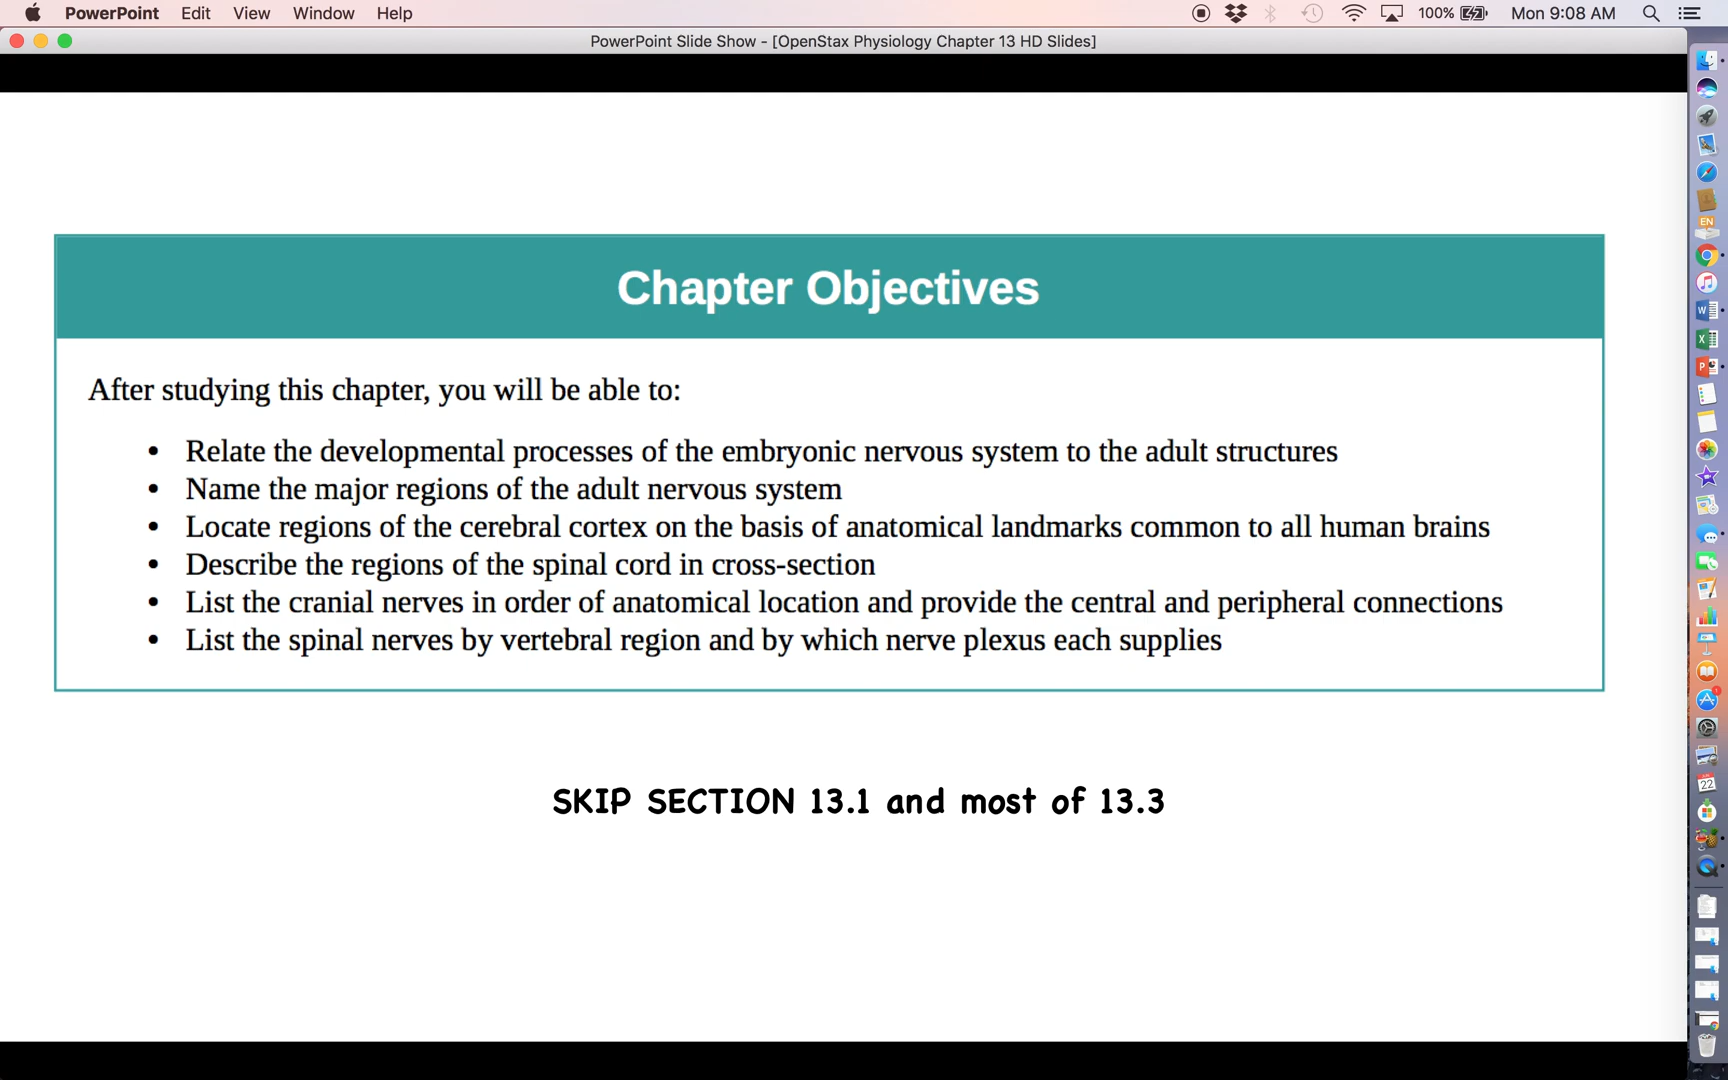 PowerPoint Edit View Window Help 100% Mon 9:08 AM
PowerPoint Slide Show - [OpenStax Physiology Chapter 13 HD Slides]
Chapter Objectives
After studying this chapter, you will be able to:
• Relate the developmental processes of the embryonic nervous system to the adult structures
• Name the major regions of the adult nervous system
• Locate regions of the cerebral cortex on the basis of anatomical landmarks common to all human brains
• Describe the regions of the spinal cord in cross-section
• List the cranial nerves in order of anatomical location and provide the central and peripheral connections
• List the spinal nerves by vertebral region and by which nerve plexus each supplies
SKIP SECTION 13.1 and most of 13.3
EN
W
X
P
22